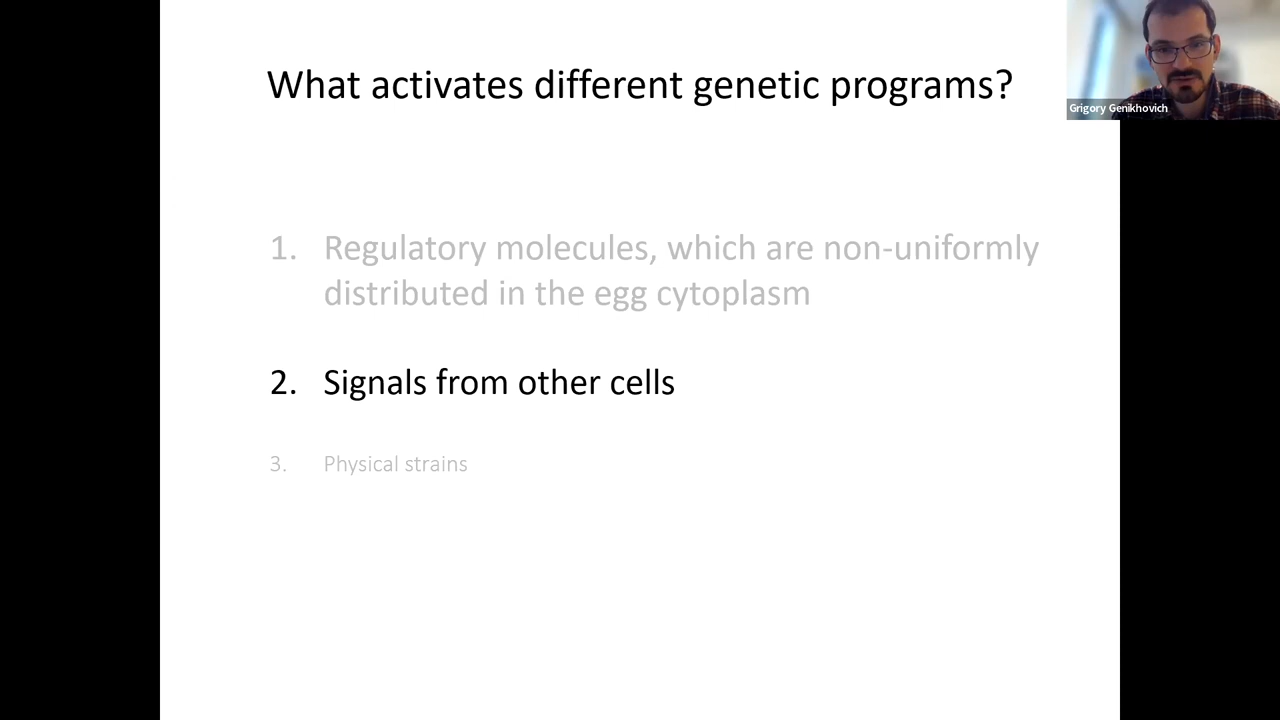 What activates different genetic programs?
Grigory Genikhovich
1. Regulatory molecules, which are non-uniformly
distributed in the egg cytoplasm
2. Signals from other cells
3. Physical strains